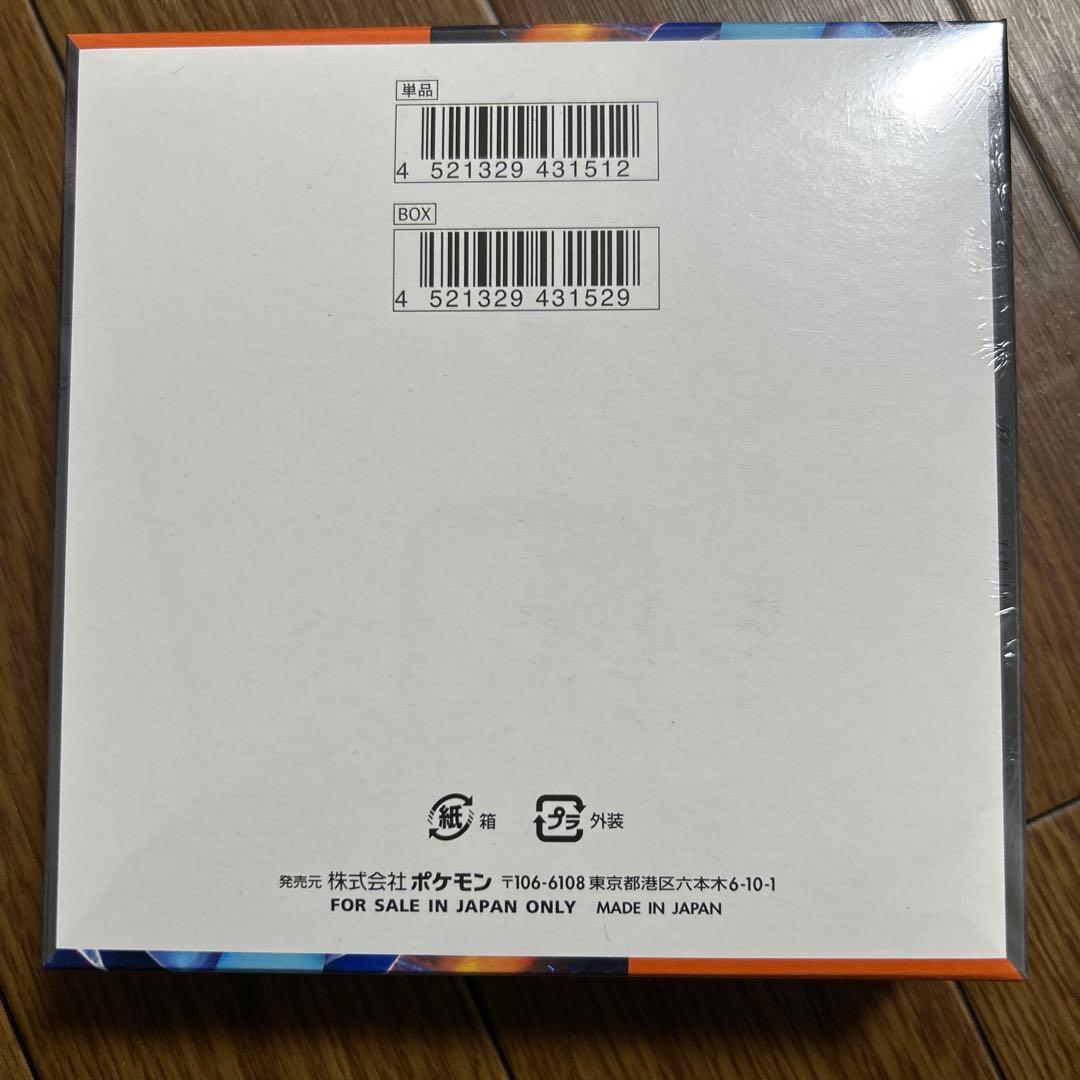 単品
4 521329 431512
BOX
4 521329 431529
紙 箱 プラ 外装
発売元 株式会社 ポケモン 〒106-6108 東京都港区六本木6-10-1
FOR SALE IN JAPAN ONLY MADE IN JAPAN